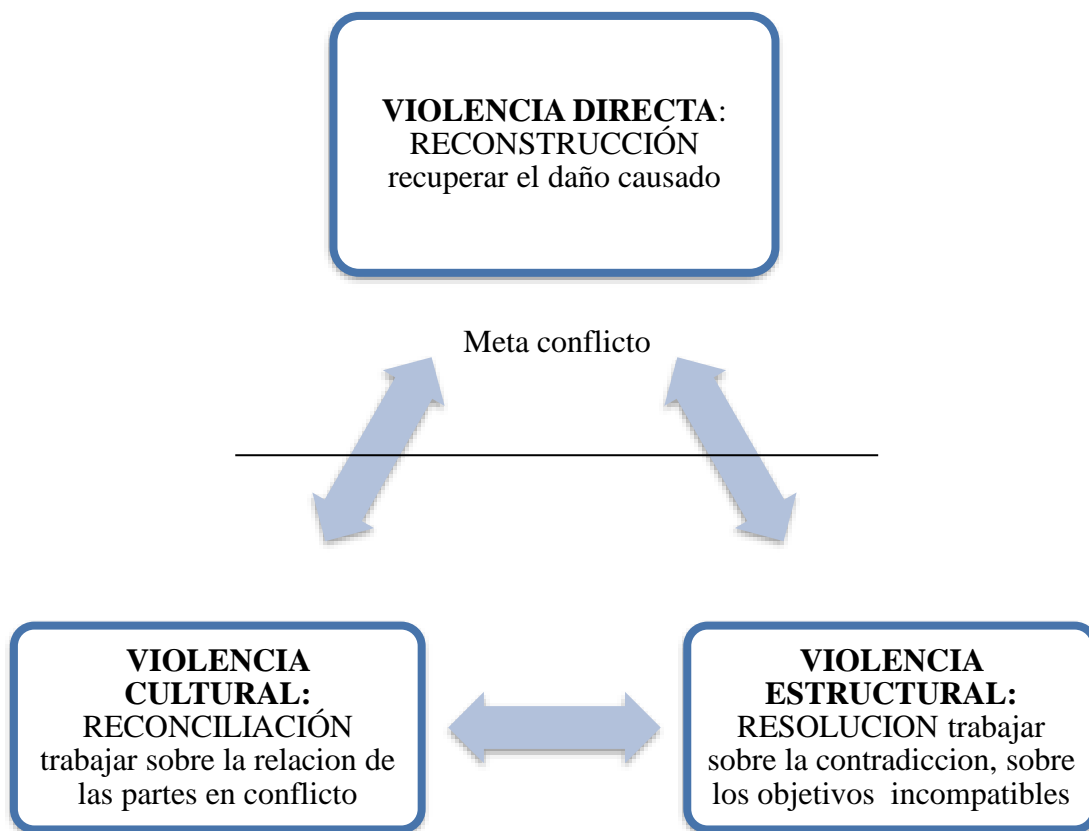 VIOLENCIA DIRECTA:
RECONSTRUCCIÓN
recuperar el daño causado
Meta conflicto
VIOLENCIA
CULTURAL:
RECONCILIACIÓN
trabajar sobre la relacion de
las partes en conflicto
VIOLENCIA
ESTRUCTURAL:
RESOLUCION trabajar
sobre la contradiccion, sobre
los objetivos incompatibles